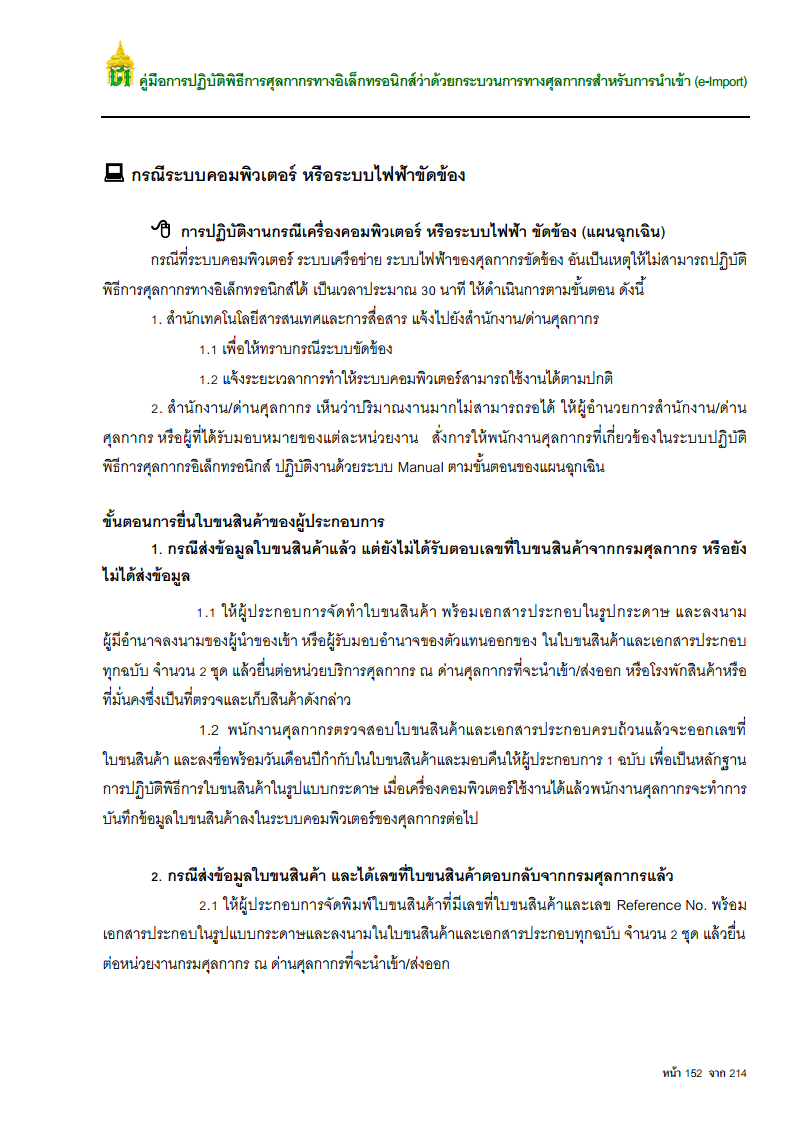 คู่มือการปฏิบัติพิธีการศุลกากรทางอิเล็กทรอนิกส์ว่าด้วยกระบวนการทางศุลกากรสำหรับการนำเข้า (e-Import)
กรณีระบบคอมพิวเตอร์ หรือระบบไฟฟ้าขัดข้อง
การปฏิบัติงานกรณีเครื่องคอมพิวเตอร์ หรือระบบไฟฟ้า ขัดข้อง (แผนฉุกเฉิน)
กรณีที่ระบบคอมพิวเตอร์ ระบบเครือข่าย ระบบไฟฟ้าของศุลกากรขัดข้อง อันเป็นเหตุให้ไม่สามารถปฏิบัติ
พิธีการศุลกากรทางอิเล็กทรอนิกส์ได้ เป็นเวลาประมาณ 30 นาที ให้ดำเนินการตามขั้นตอน ดังนี้
1. สำนักเทคโนโลยีสารสนเทศและการสื่อสาร แจ้งไปยังสำนักงาน/ด่านศุลกากร
1.1 เพื่อให้ทราบกรณีระบบขัดข้อง
1.2 แจ้งระยะเวลาการทำให้ระบบคอมพิวเตอร์สามารถใช้งานได้ตามปกติ
2. สำนักงาน/ด่านศุลกากร เห็นว่าปริมาณงานมากไม่สามารถรอได้ ให้ผู้อำนวยการสำนักงาน/ด่าน
ศุลกากร หรือผู้ที่ได้รับมอบหมายของแต่ละหน่วยงาน สั่งการให้พนักงานศุลกากรที่เกี่ยวข้องในระบบปฏิบัติ
พิธีการศุลกากรอิเล็กทรอนิกส์ ปฏิบัติงานด้วยระบบ Manual ตามขั้นตอนของแผนฉุกเฉิน
ขั้นตอนการยื่นใบขนสินค้าของผู้ประกอบการ
1. กรณีส่งข้อมูลใบขนสินค้าแล้ว แต่ยังไม่ได้รับตอบเลขที่ใบขนสินค้าจากกรมศุลกากร หรือยัง
ไม่ได้ส่งข้อมูล
1.1 ให้ผู้ประกอบการจัดทำใบขนสินค้า พร้อมเอกสารประกอบในรูปกระดาษ และลงนาม
ผู้มีอำนาจลงนามของผู้นำของเข้า หรือผู้รับมอบอำนาจของตัวแทนออกของ ในใบขนสินค้าและเอกสารประกอบ
ทุกฉบับ จำนวน 2 ชุด แล้วยื่นต่อหน่วยบริการศุลกากร ณ ด่านศุลกากรที่จะนำเข้า/ส่งออก หรือโรงพักสินค้าหรือ
ที่มั่นคงซึ่งเป็นที่ตรวจและเก็บสินค้าดังกล่าว
1.2 พนักงานศุลกากรตรวจสอบใบขนสินค้าและเอกสารประกอบครบถ้วนแล้วจะออกเลขที่
ใบขนสินค้า และลงชื่อพร้อมวันเดือนปีกำกับในใบขนสินค้าและมอบคืนให้ผู้ประกอบการ 1 ฉบับ เพื่อเป็นหลักฐาน
การปฏิบัติพิธีการใบขนสินค้าในรูปแบบกระดาษ เมื่อเครื่องคอมพิวเตอร์ใช้งานได้แล้วพนักงานศุลกากรจะทำการ
บันทึกข้อมูลใบขนสินค้าลงในระบบคอมพิวเตอร์ของศุลกากรต่อไป
2. กรณีส่งข้อมูลใบขนสินค้า และได้เลขที่ใบขนสินค้าตอบกลับจากกรมศุลกากรแล้ว
2.1 ให้ผู้ประกอบการจัดพิมพ์ใบขนสินค้าที่มีเลขที่ใบขนสินค้าและเลข Reference No. พร้อม
เอกสารประกอบในรูปแบบกระดาษและลงนามในใบขนสินค้าและเอกสารประกอบทุกฉบับ จำนวน 2 ชุด แล้วยื่น
ต่อหน่วยงานกรมศุลกากร ณ ด่านศุลกากรที่จะนำเข้า/ส่งออก
หน้า 152 จาก 214